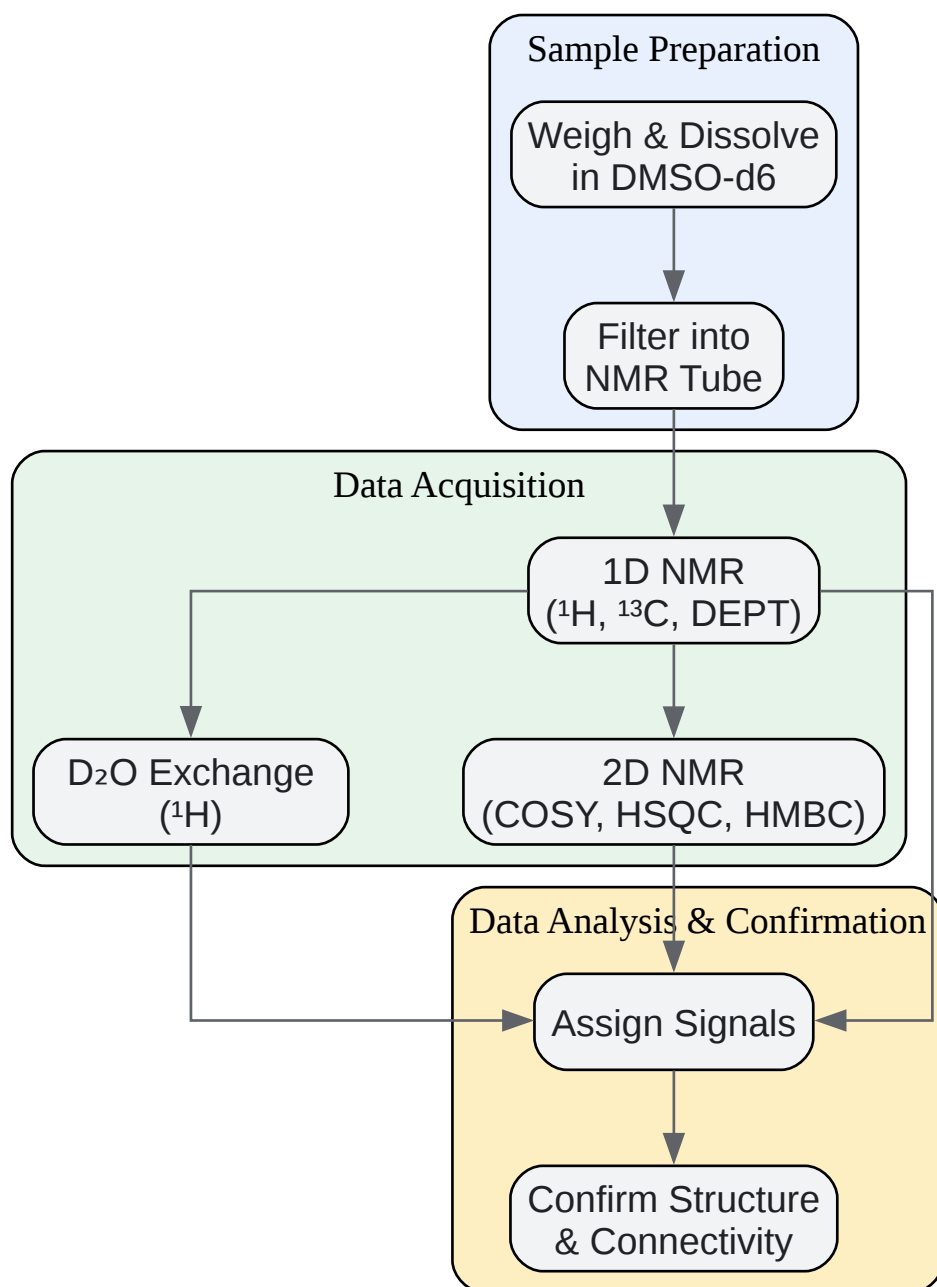 Sample Preparation
Weigh & Dissolve
in DMSO-d6
Filter into
NMR Tube
Data Acquisition
1D NMR
(¹H, ¹³C, DEPT)
D₂O Exchange
(¹H)
2D NMR
(COSY, HSQC, HMBC)
Data Analysis & Confirmation
Assign Signals
Confirm Structure
& Connectivity